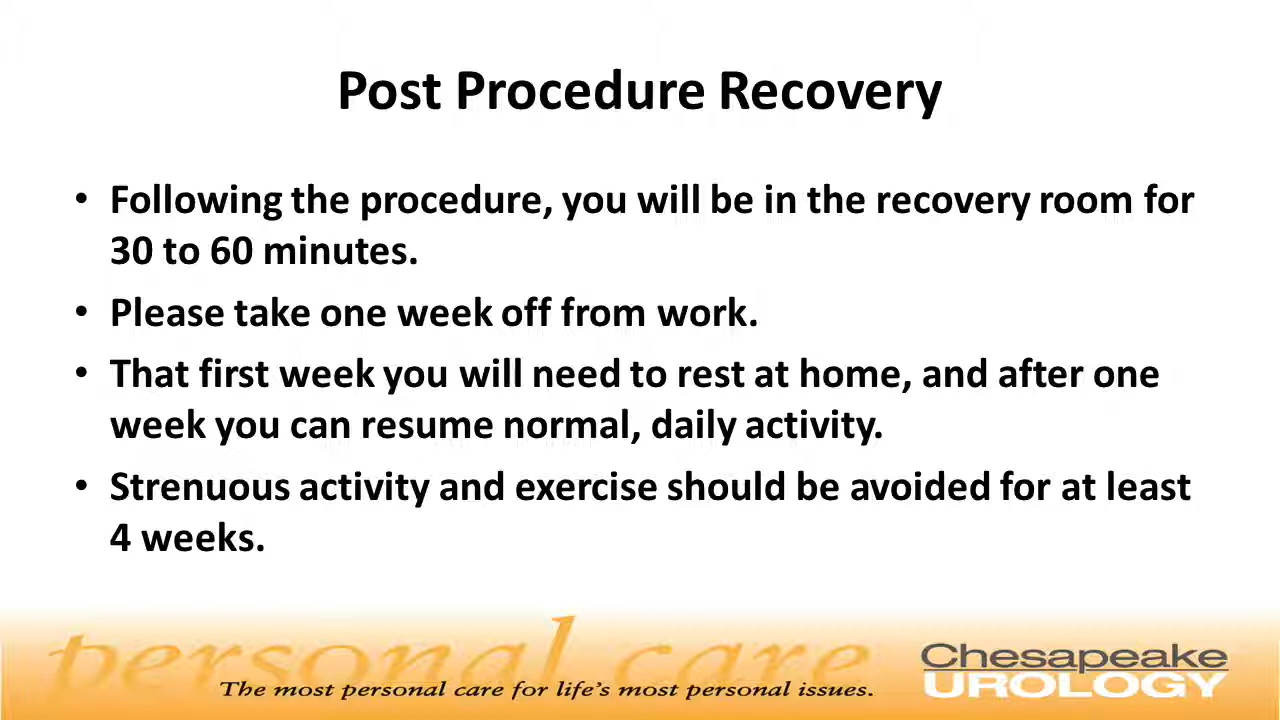 Post Procedure Recovery
• Following the procedure, you will be in the recovery room for
30 to 60 minutes.
• Please take one week off from work.
• That first week you will need to rest at home, and after one
week you can resume normal, daily activity.
• Strenuous activity and exercise should be avoided for at least
4 weeks.
personal care
The most personal care for life's most personal issues.
Chesapeake
UROLOGY